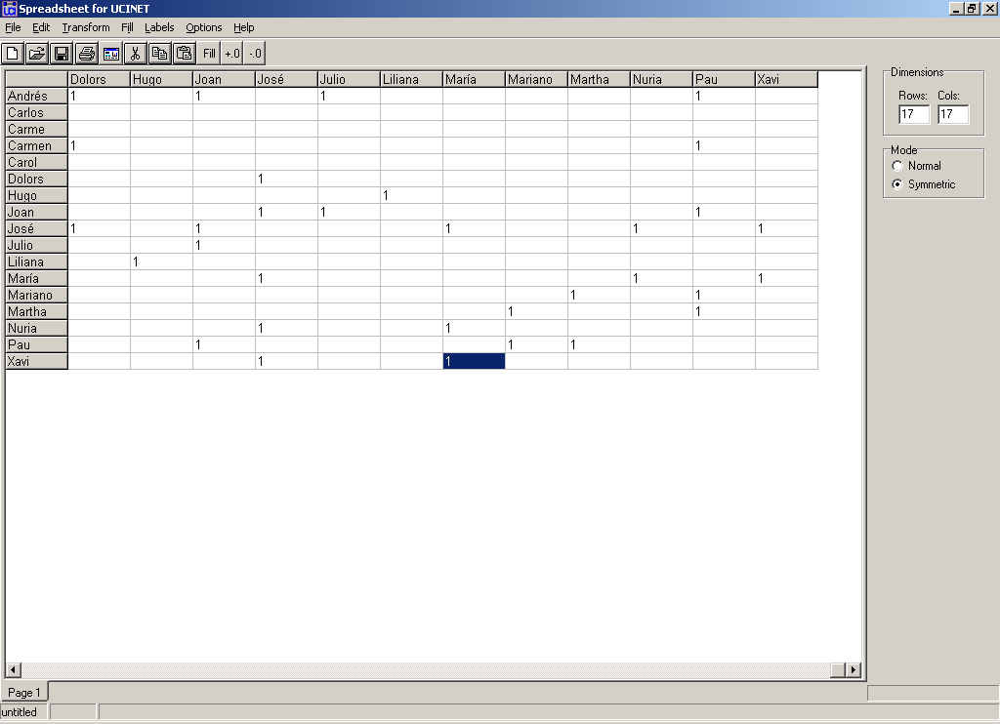 Spreadsheet for UCINET
File Edit Transform Fill Labels Options Help
Fill +.0 -.0
Dolors Hugo Joan José Julio Liliana María Mariano Martha Nuria Pau Xavi
Andrés 1 1 1 1
Carlos
Carme
Carmen 1 1
Carol
Dolors 1
Hugo 1
Joan 1 1 1
José 1 1 1 1 1
Julio 1
Liliana 1
María 1 1 1
Mariano 1 1
Martha 1 1
Nuria 1 1
Pau 1 1 1
Xavi 1 1
Dimensions
Rows: Cols:
17 17
Mode
Normal
Symmetric
Page 1
untitled